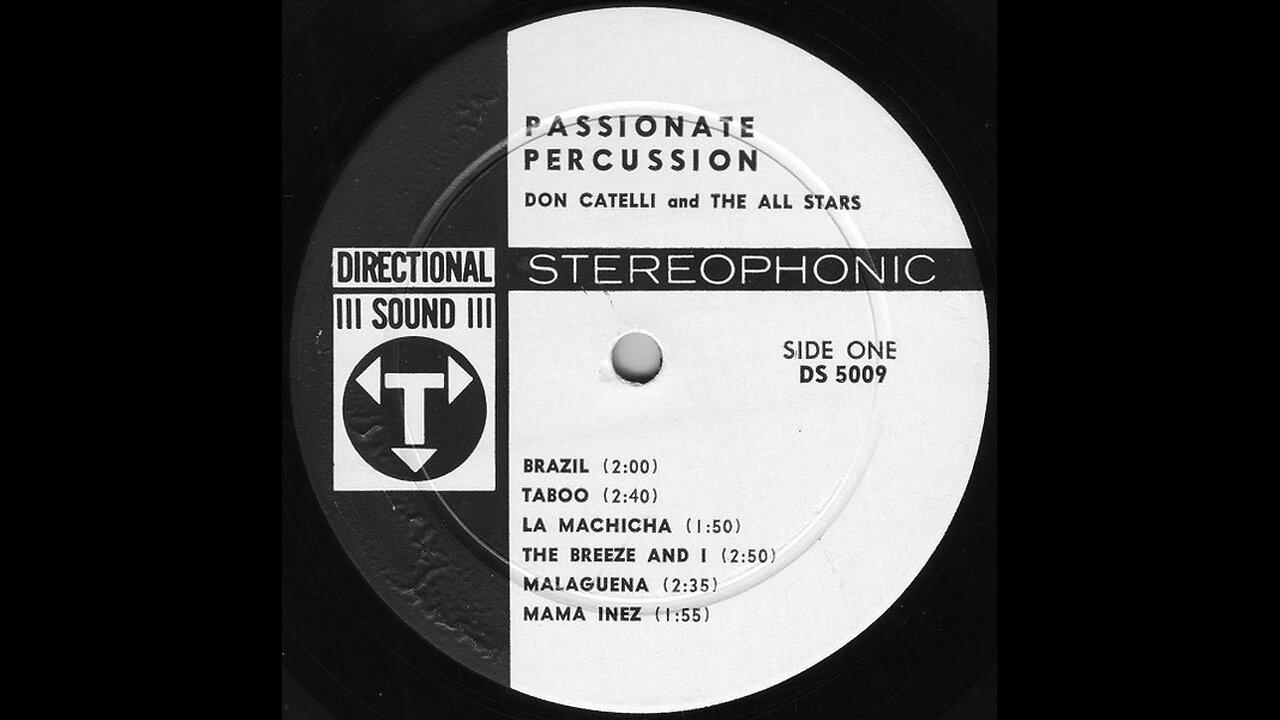 PASSIONATE
PERCUSSION
DON CATELLI and THE ALL STARS
DIRECTIONAL
III SOUND III
T
STEREOPHONIC
SIDE ONE
DS 5009
BRAZIL (2:00)
TABOO (2:40)
LA MACHICHA (1:50)
THE BREEZE AND I (2:50)
MALAGUENA (2:35)
MAMA INEZ (1:55)